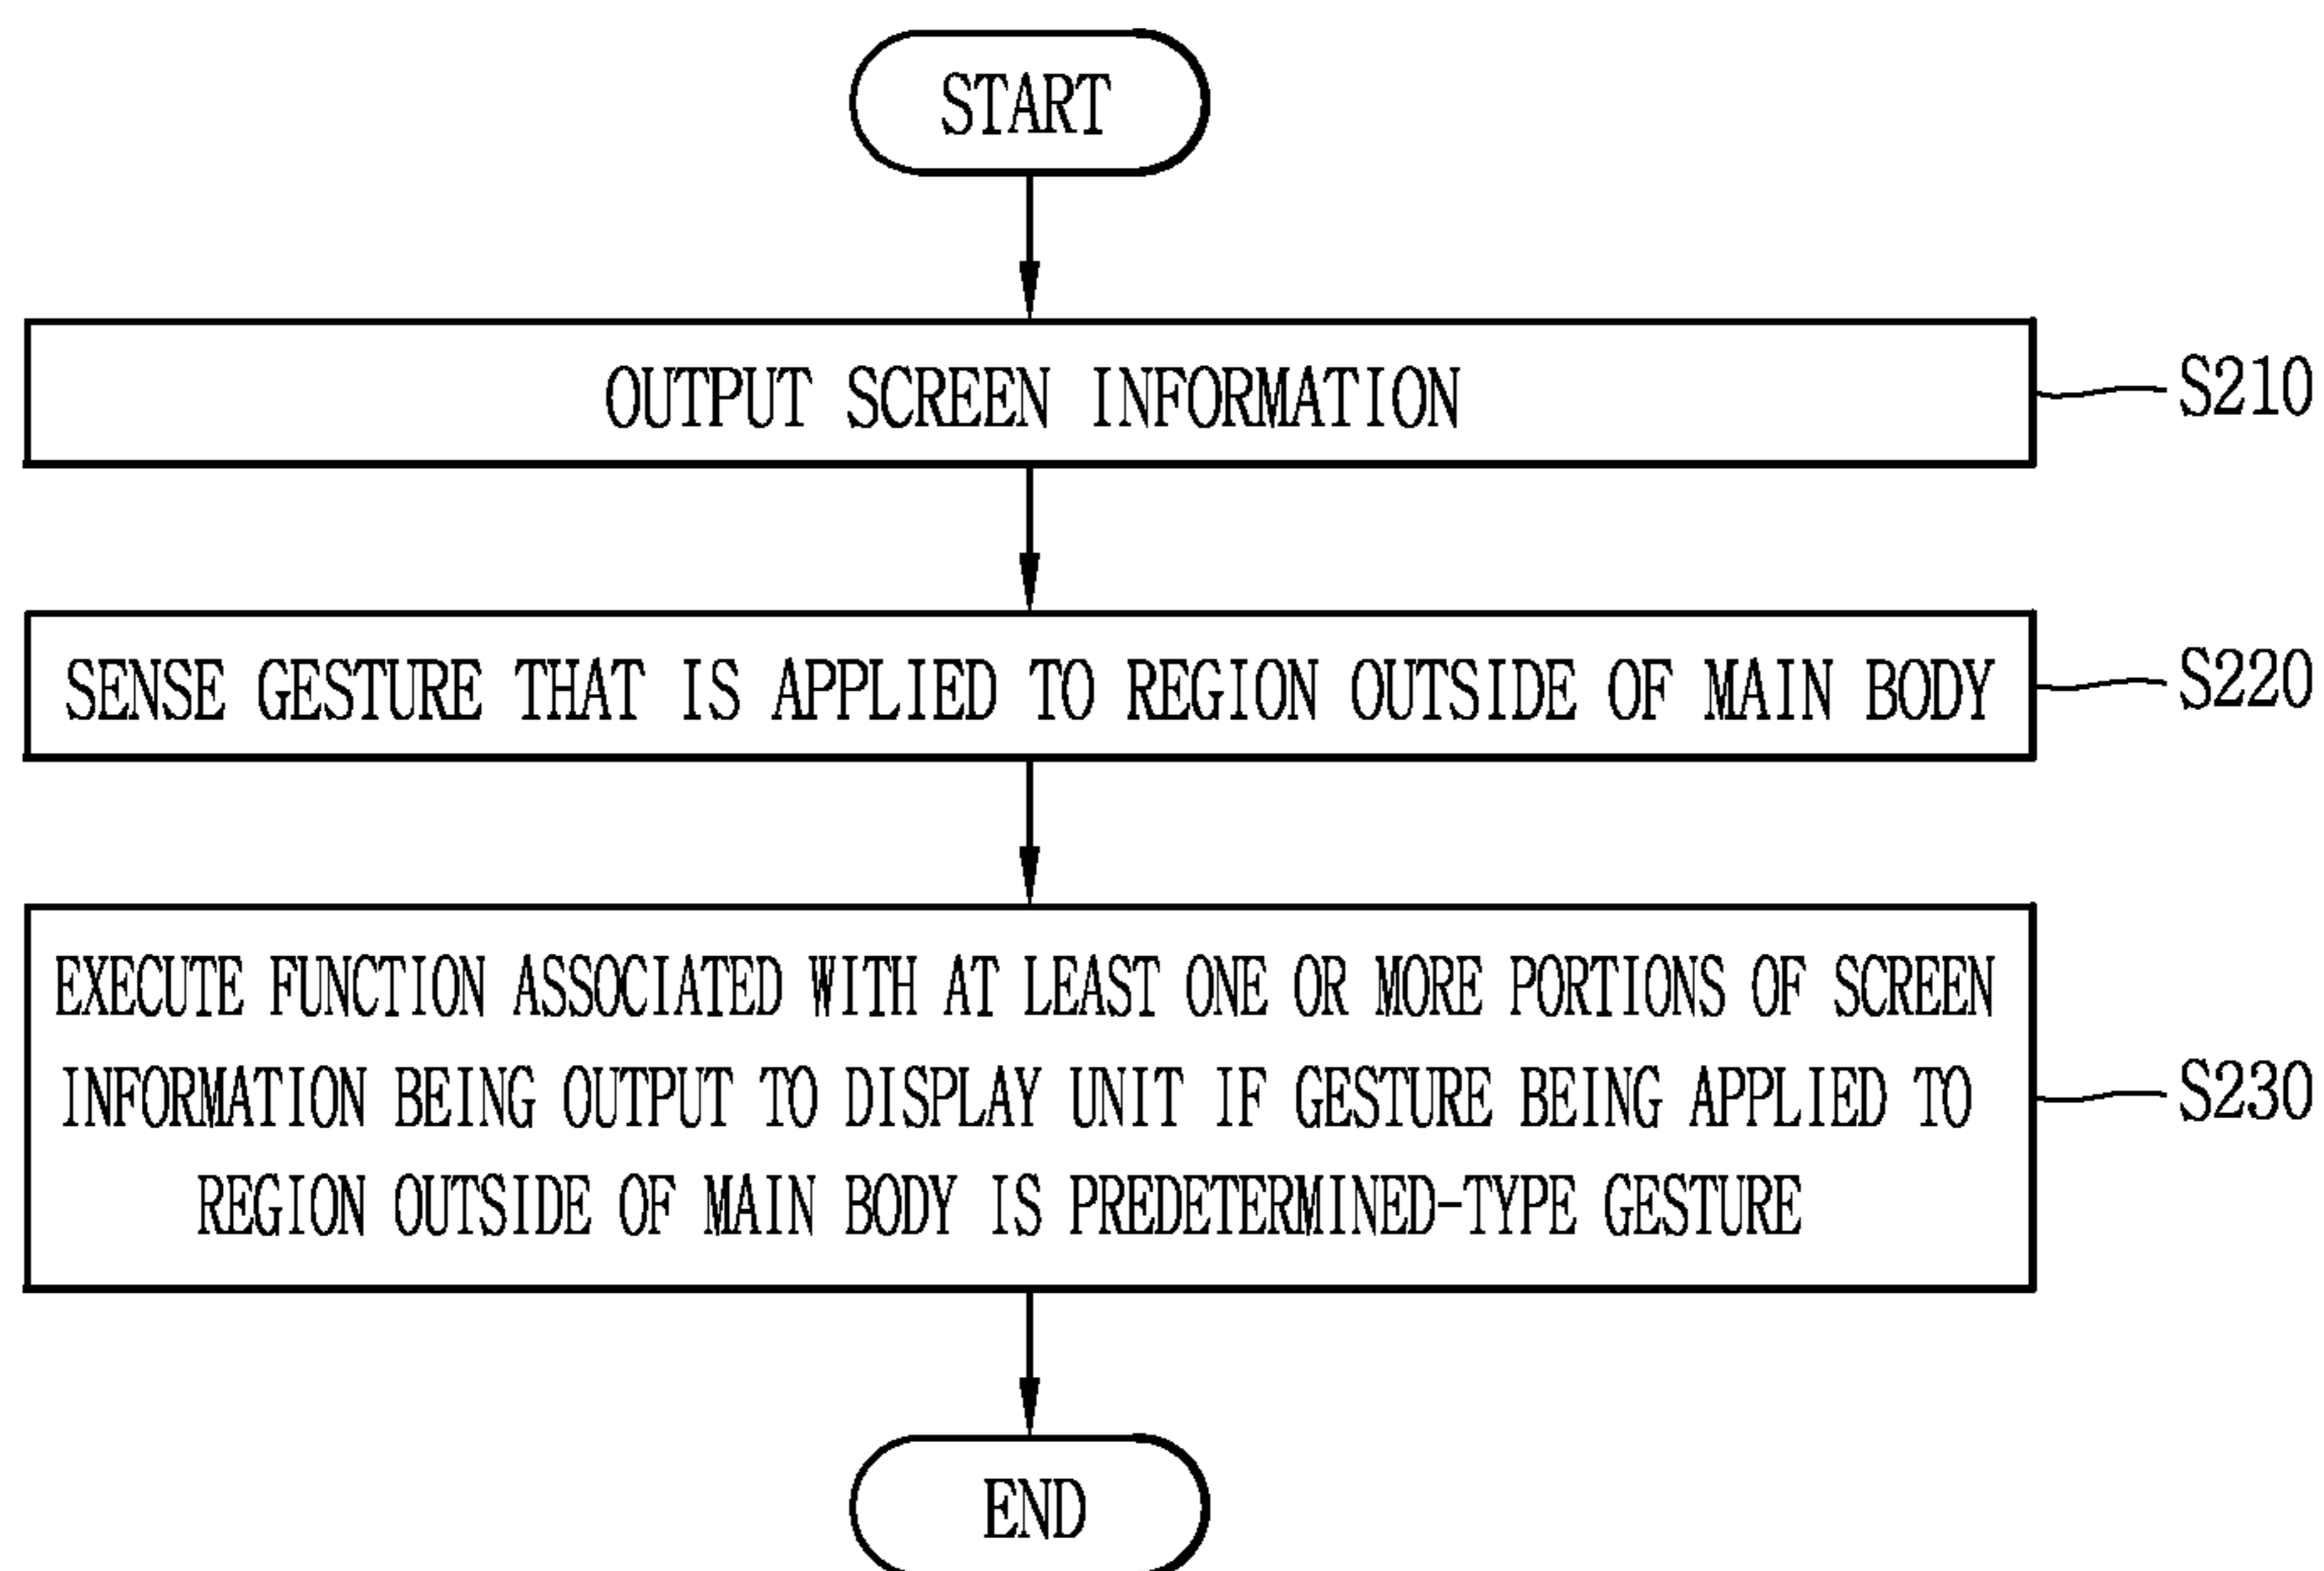 START
OUTPUT SCREEN INFORMATION
S210
SENSE GESTURE THAT IS APPLIED TO REGION OUTSIDE OF MAIN BODY
S220
EXECUTE FUNCTION ASSOCIATED WITH AT LEAST ONE OR MORE PORTIONS OF SCREEN
INFORMATION BEING OUTPUT TO DISPLAY UNIT IF GESTURE BEING APPLIED TO
REGION OUTSIDE OF MAIN BODY IS PREDETERMINED-TYPE GESTURE
S230
END